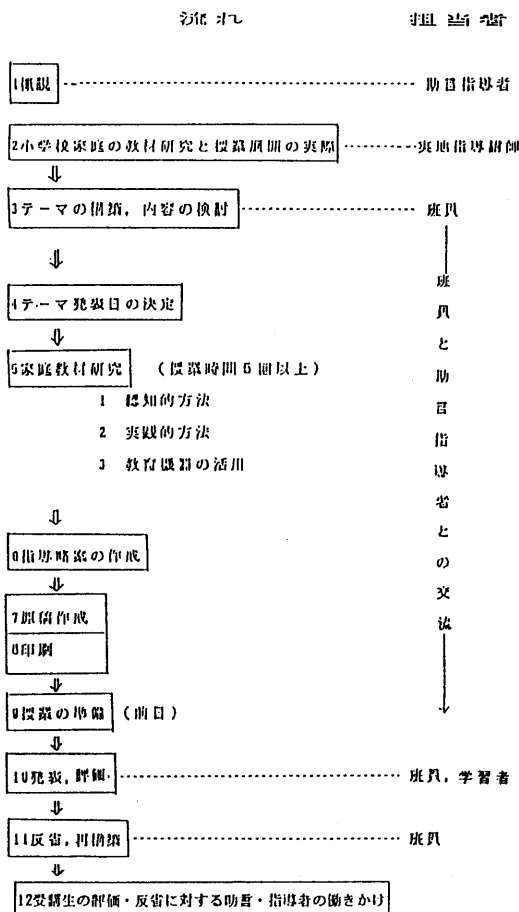 流れ 担当者
1概説 助言指導者
2小学校家庭の教材研究と授業展開の実際 実地指導講師
3テーマの構築,内容の検討 班員
4テーマ発表日の決定
5家庭教材研究 (授業時間5回以上)
1 認知的方法
2 実践的方法
3 教育機器の活用
班員と助言指導者との交流
6指導略案の作成
7原稿作成
8印刷
9授業の準備 (前日)
10発表,評価 班員,学習者
11反省,再構築 班員
12受講生の評価・反省に対する助言・指導者の働きかけ